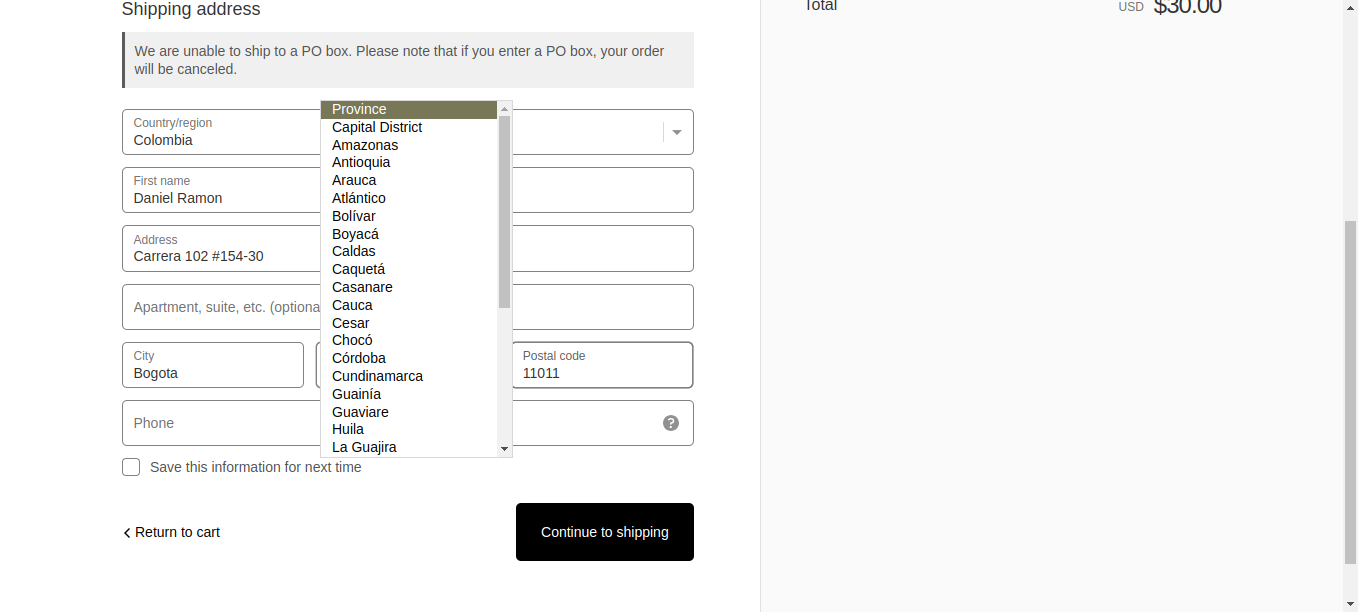 Shipping address
Total USD $30.00
We are unable to ship to a PO box. Please note that if you enter a PO box, your order
will be canceled.
Country/region
Colombia
First name
Daniel Ramon
Address
Carrera 102 #154-30
Apartment, suite, etc. (optiona
City
Bogota
Province
Capital District
Amazonas
Antioquia
Arauca
Atlántico
Bolívar
Boyacá
Caldas
Caquetá
Casanare
Cauca
Cesar
Chocó
Córdoba
Cundinamarca
Guainía
Guaviare
Huila
La Guajira
Postal code
11011
Phone
?
Save this information for next time
Return to cart
Continue to shipping